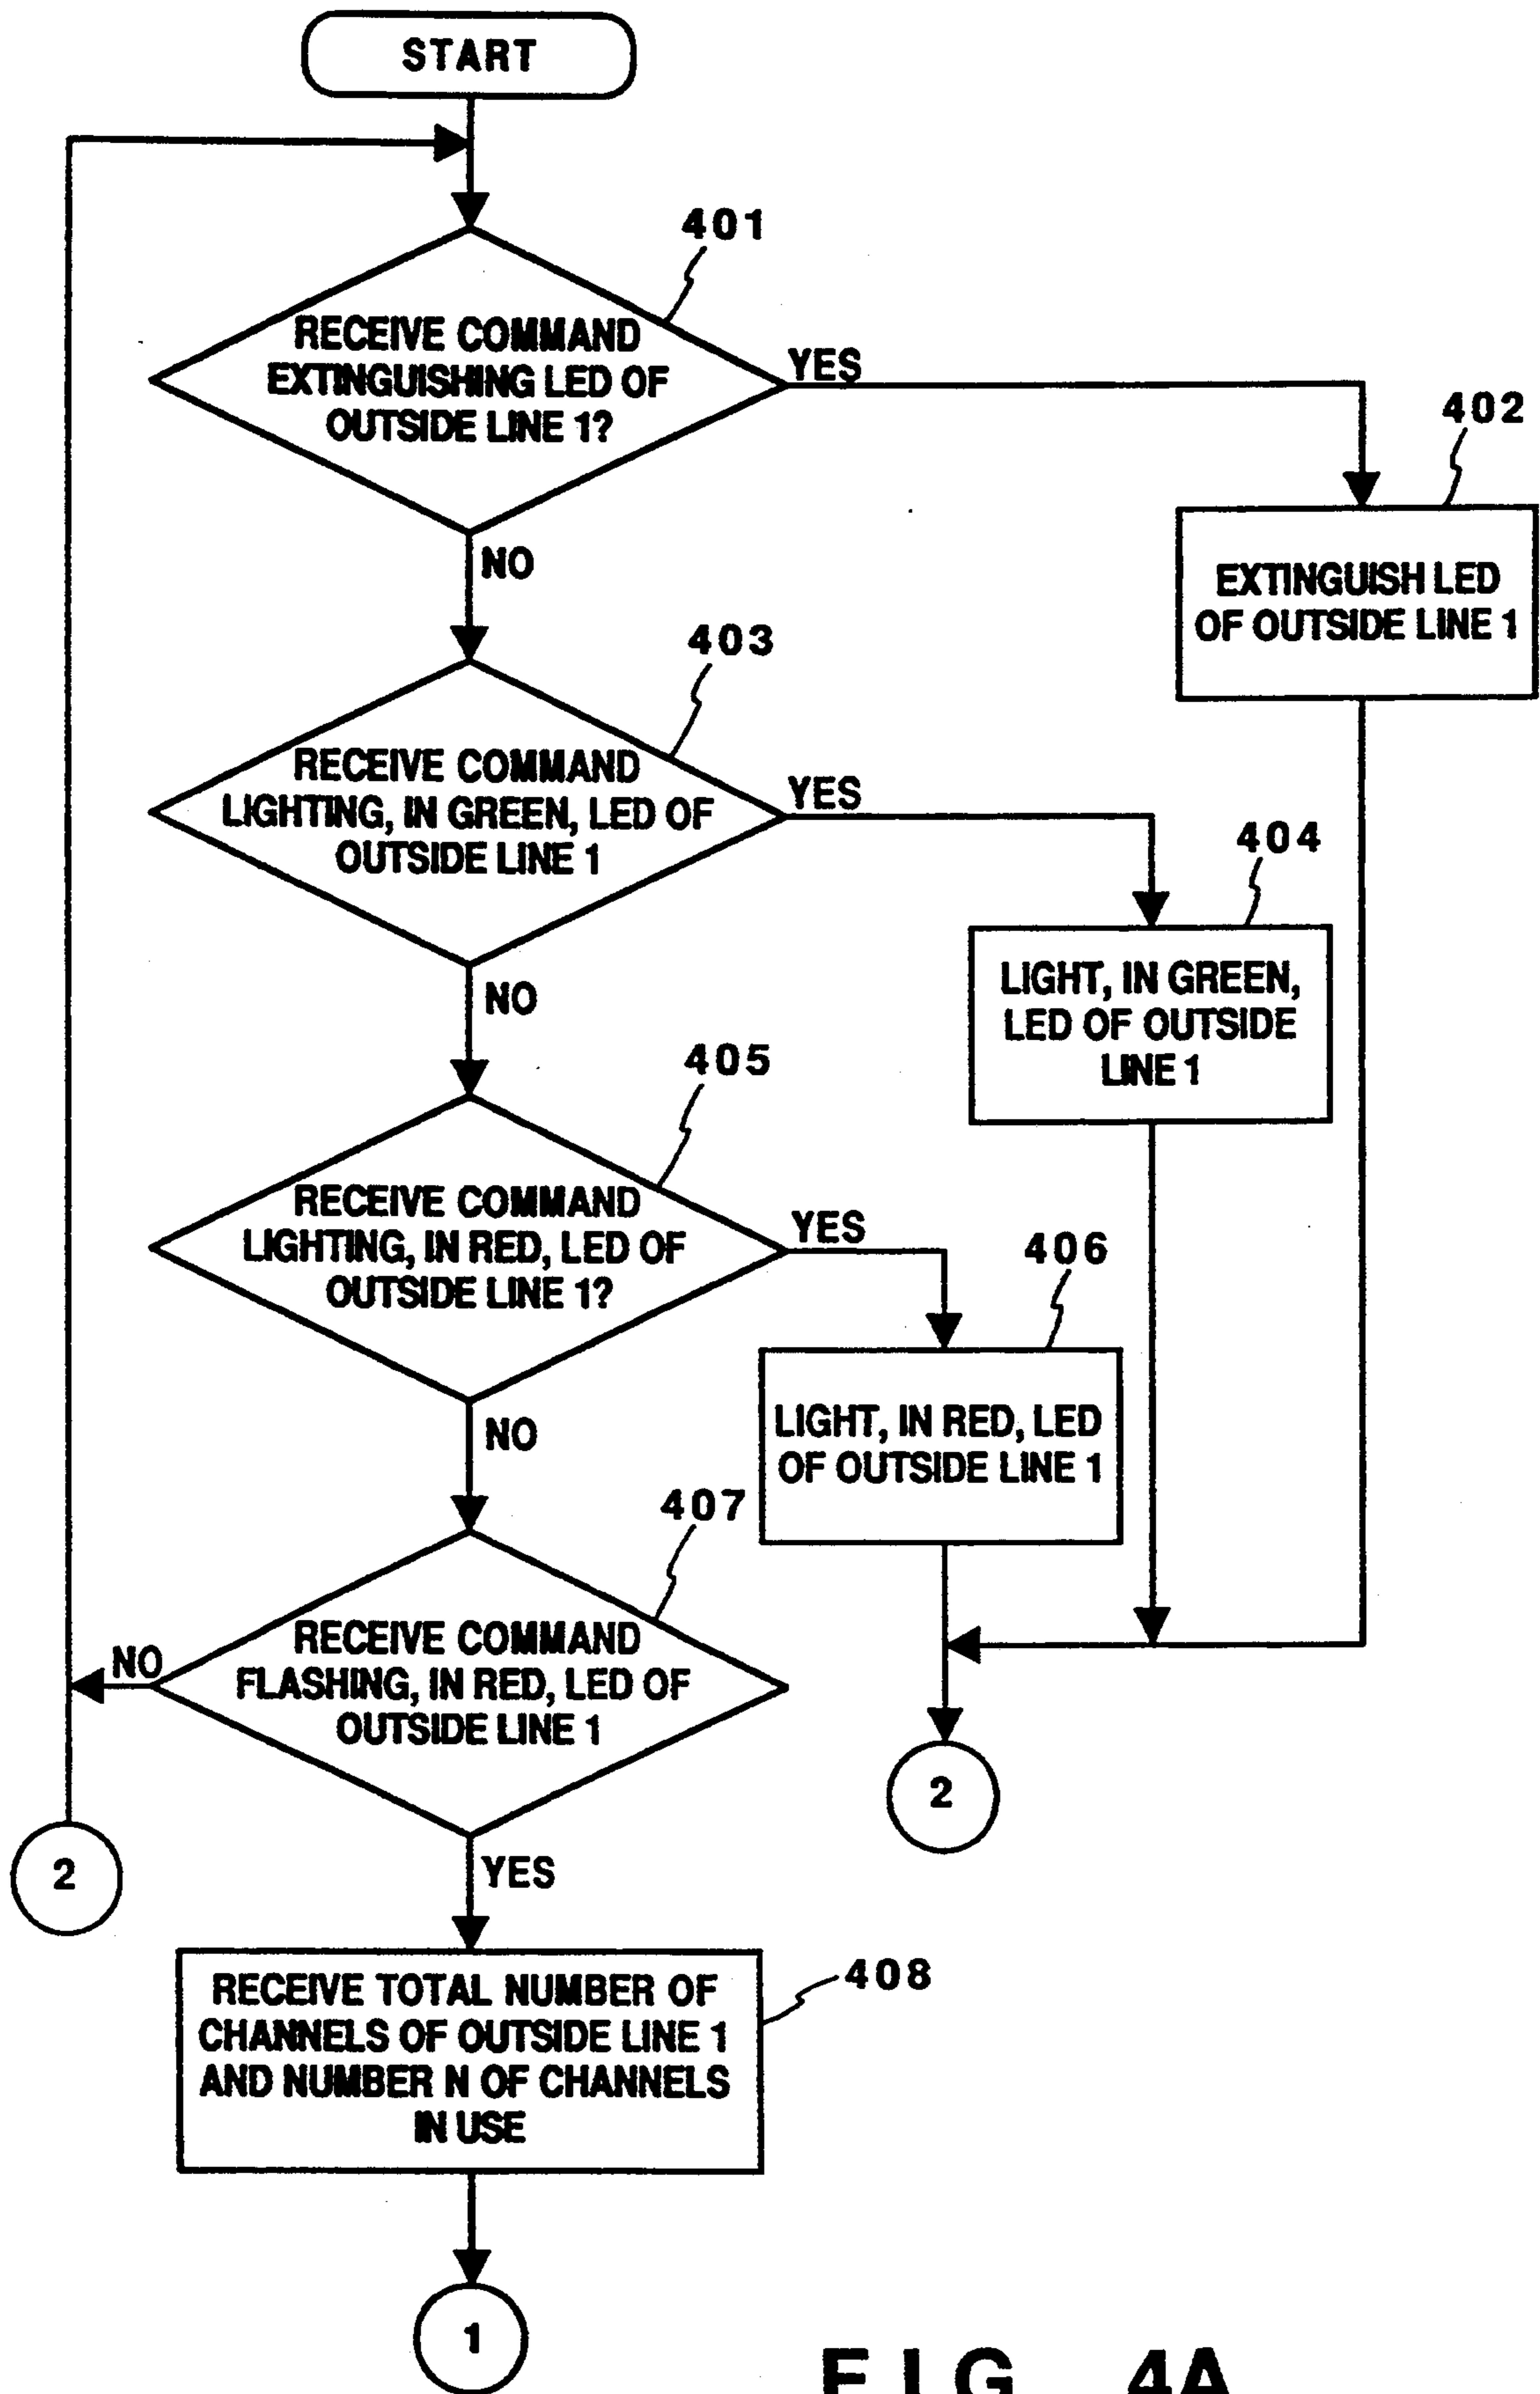 START
401
RECEIVE COMMAND
EXTINGUISHING LED OF
OUTSIDE LINE 1?
YES
402
EXTINGUISH LED
OF OUTSIDE LINE 1
NO
403
RECEIVE COMMAND
LIGHTING, IN GREEN, LED OF
OUTSIDE LINE 1
YES
404
LIGHT, IN GREEN,
LED OF OUTSIDE
LINE 1
NO
405
RECEIVE COMMAND
LIGHTING, IN RED, LED OF
OUTSIDE LINE 1?
YES
406
LIGHT, IN RED, LED
OF OUTSIDE LINE 1
NO
407
RECEIVE COMMAND
FLASHING, IN RED, LED OF
OUTSIDE LINE 1
NO
2
2
YES
408
RECEIVE TOTAL NUMBER OF
CHANNELS OF OUTSIDE LINE 1
AND NUMBER N OF CHANNELS
IN USE
1
FIG. 4A